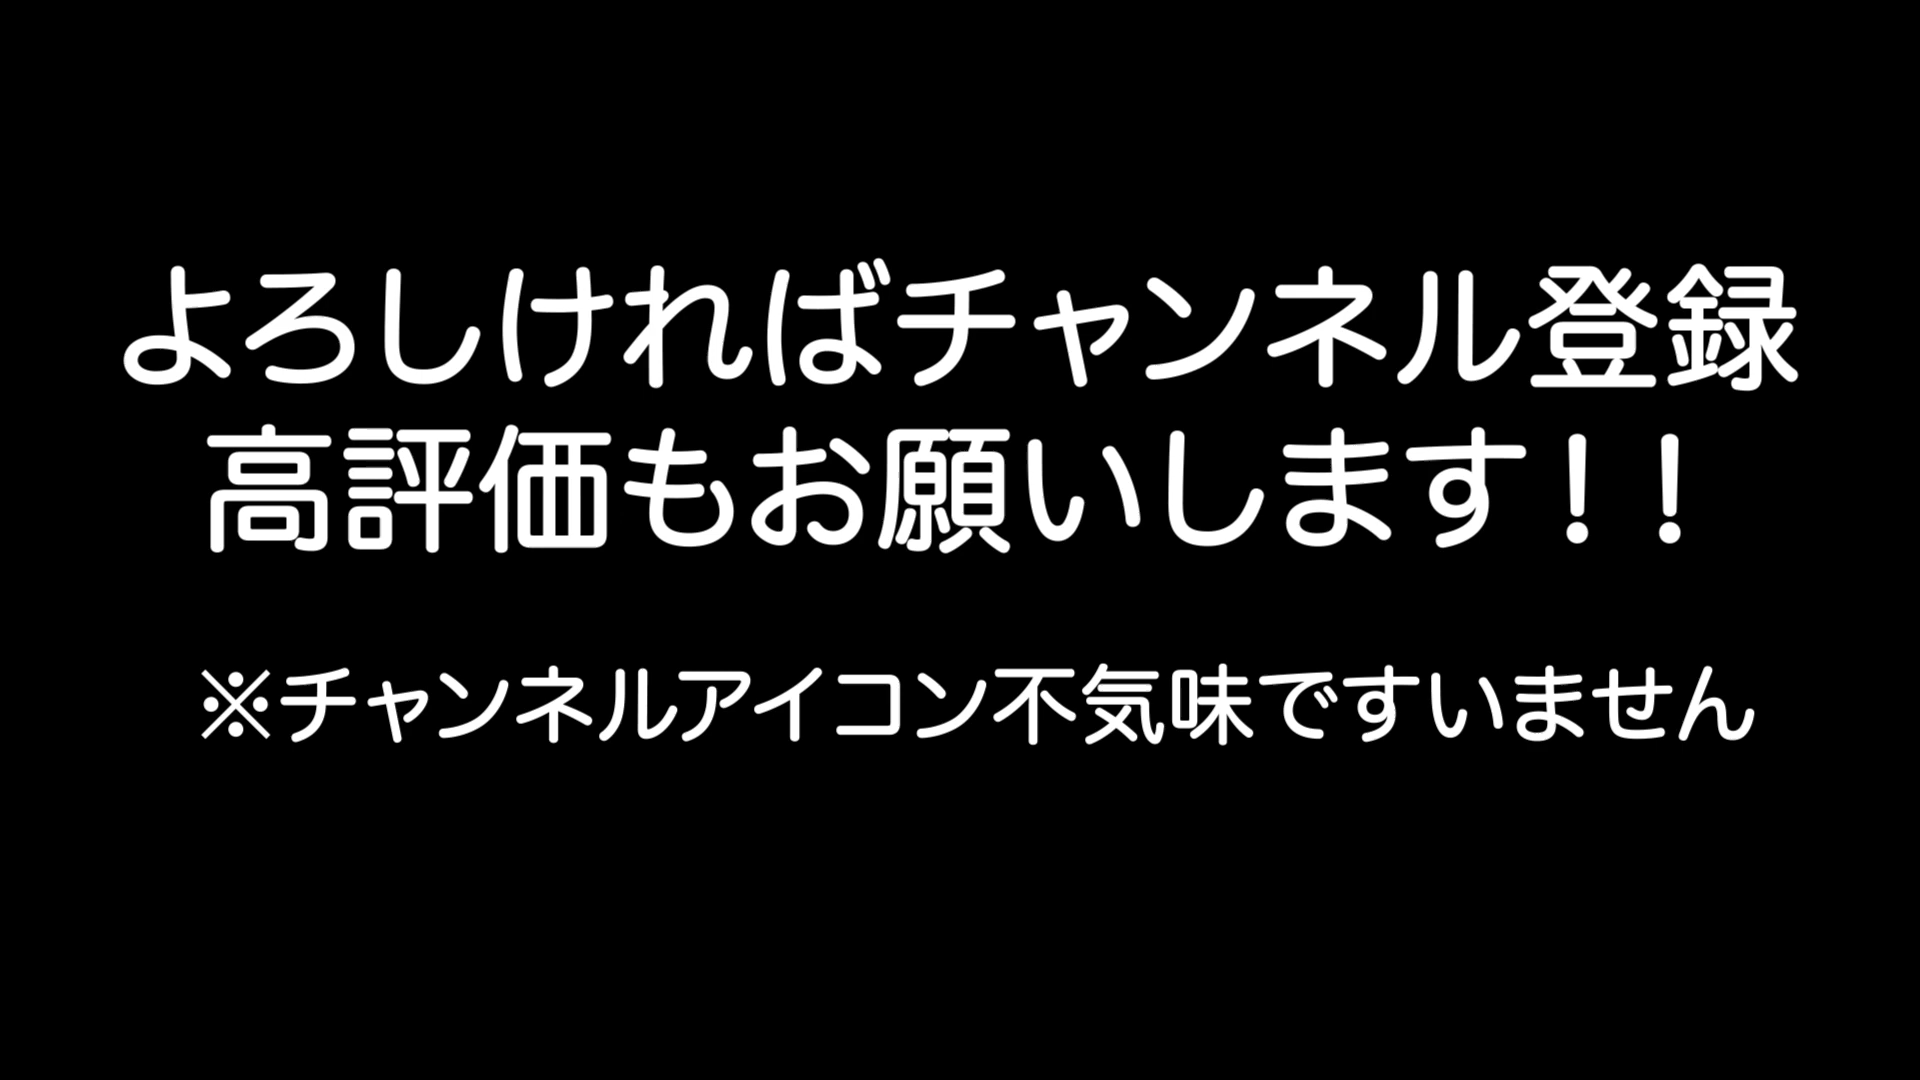 よろしければチャンネル登録
高評価もお願いします！！
※チャンネルアイコン不気味ですいません